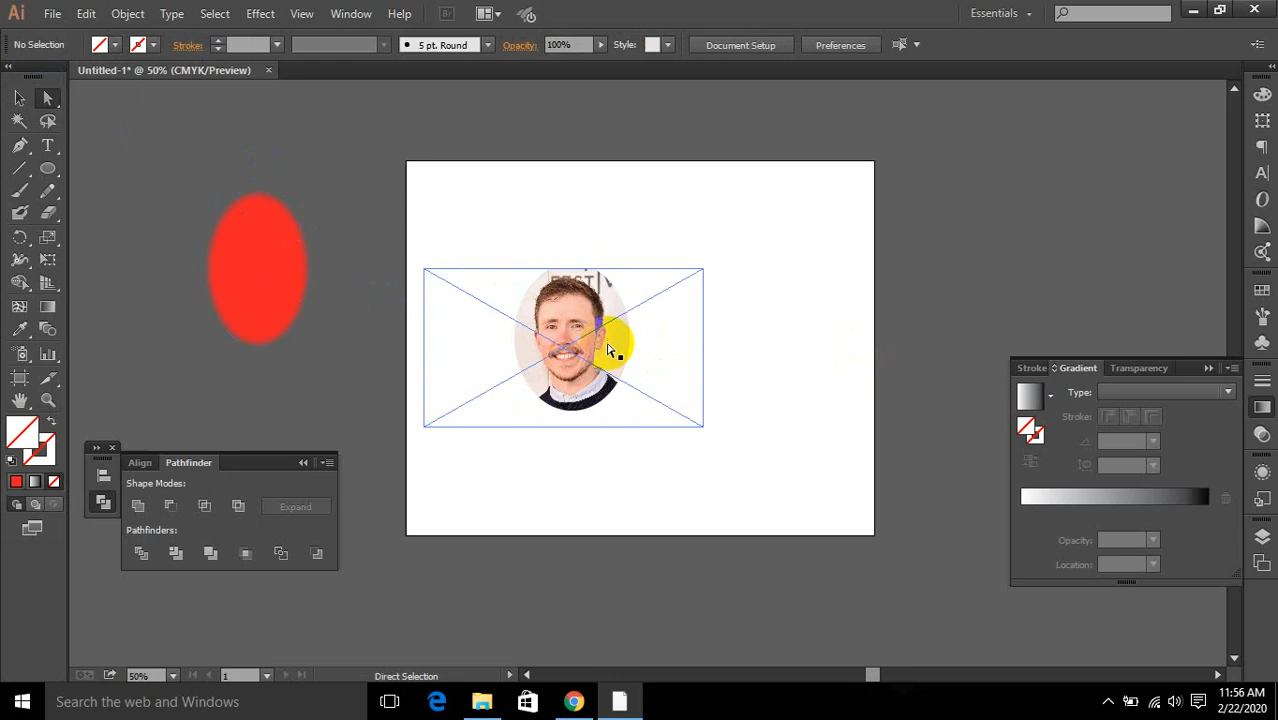 Ai File Edit Object Type Select Effect View Window Help Br Essentials
No Selection Stroke: 5 pt. Round Opacity: 100% Style: Document Setup Preferences
Untitled-1* @ 50% (CMYK/Preview)
Stroke Gradient Transparency
Type:
Stroke:
Align Pathfinder
Shape Modes:
Expand
Pathfinders:
Opacity:
Location:
50% 1 Direct Selection
Search the web and Windows
11:56 AM
2/22/2020